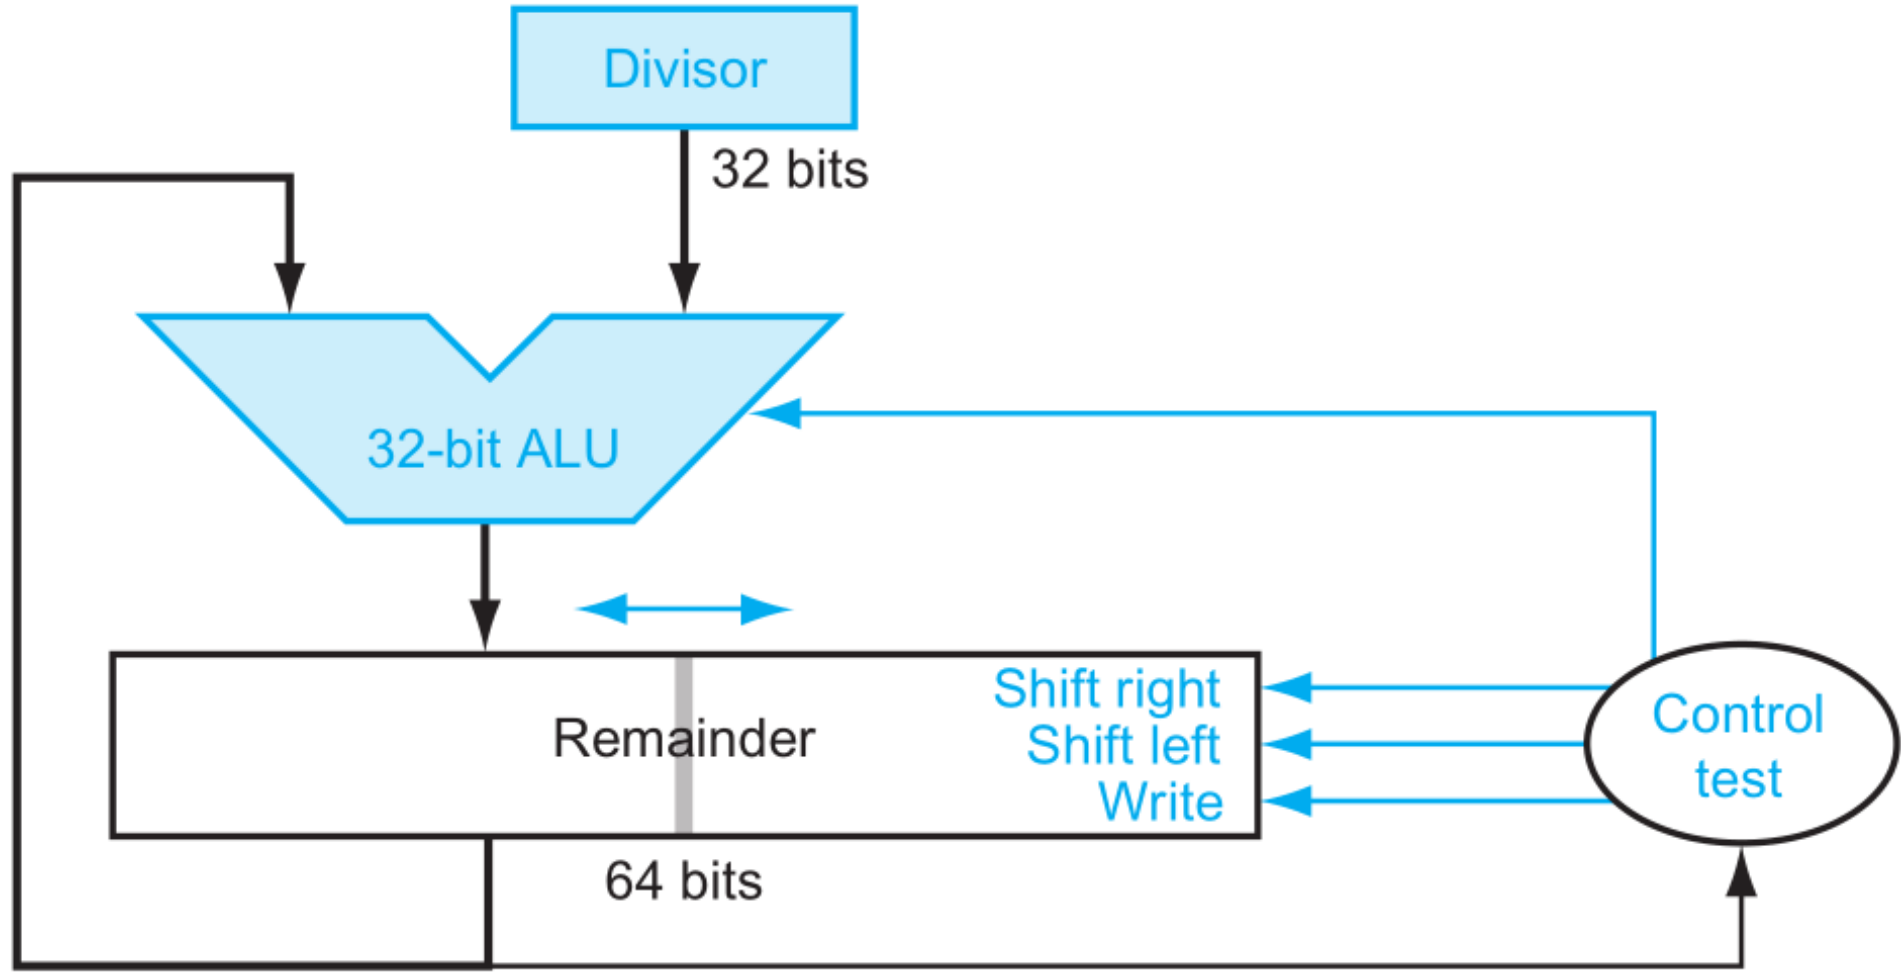 Divisor
32 bits
32-bit ALU
Remainder
Shift right
Shift left
Write
Control
test
64 bits